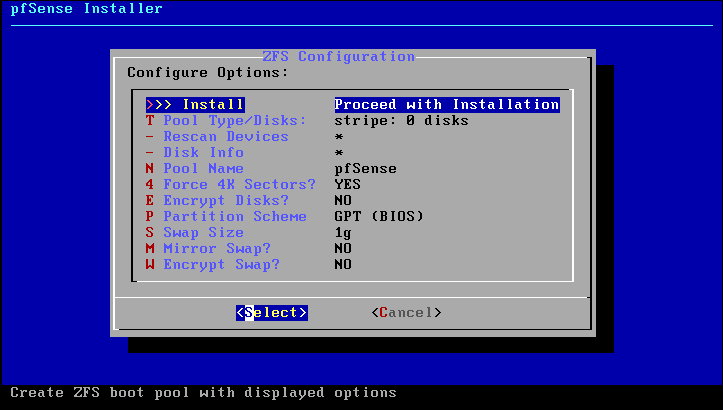 pfSense Installer
ZFS Configuration
Configure Options:
>>> Install Proceed with Installation
T Pool Type/Disks: stripe: 0 disks
- Rescan Devices *
- Disk Info *
N Pool Name pfSense
4 Force 4K Sectors? YES
E Encrypt Disks? NO
P Partition Scheme GPT (BIOS)
S Swap Size 1g
M Mirror Swap? NO
W Encrypt Swap? NO
<Select> <Cancel>
Create ZFS boot pool with displayed options